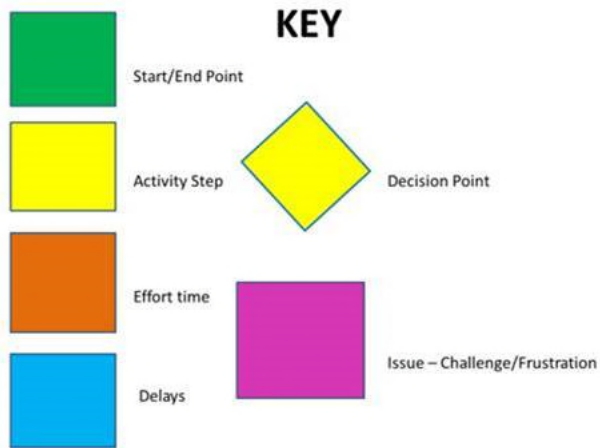 KEY
Start/End Point
Activity Step
Decision Point
Effort time
Issue – Challenge/Frustration
Delays